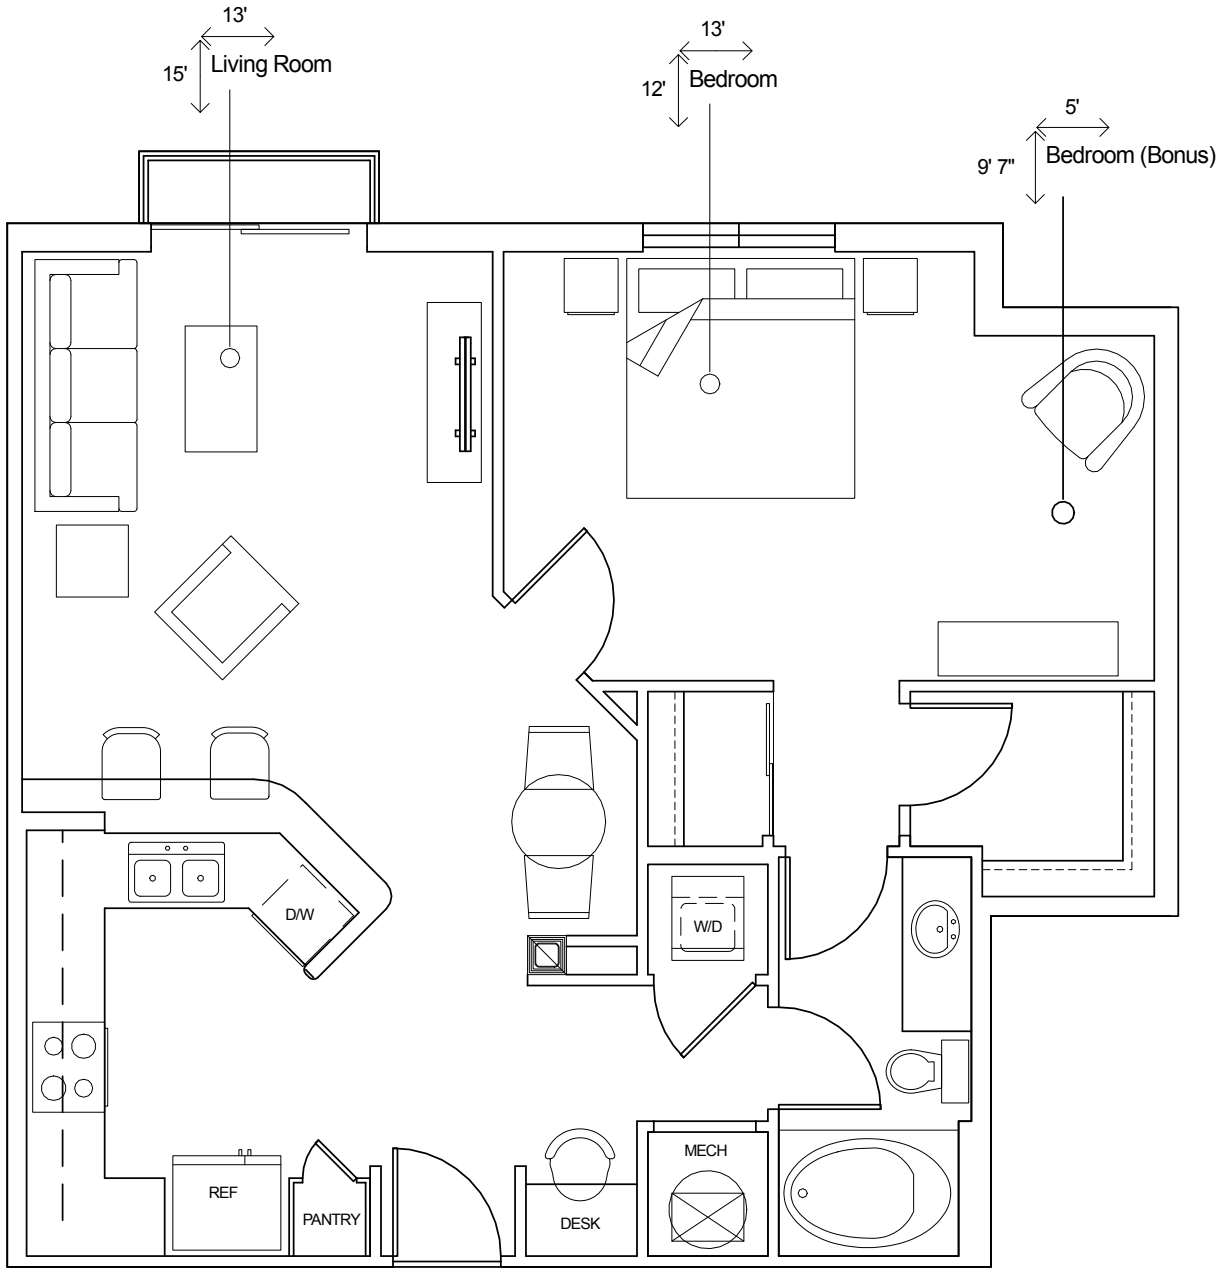 13'
15'
Living Room
13'
12'
Bedroom
5'
9' 7"
Bedroom (Bonus)
D/W
W/D
MECH
REF
PANTRY
DESK